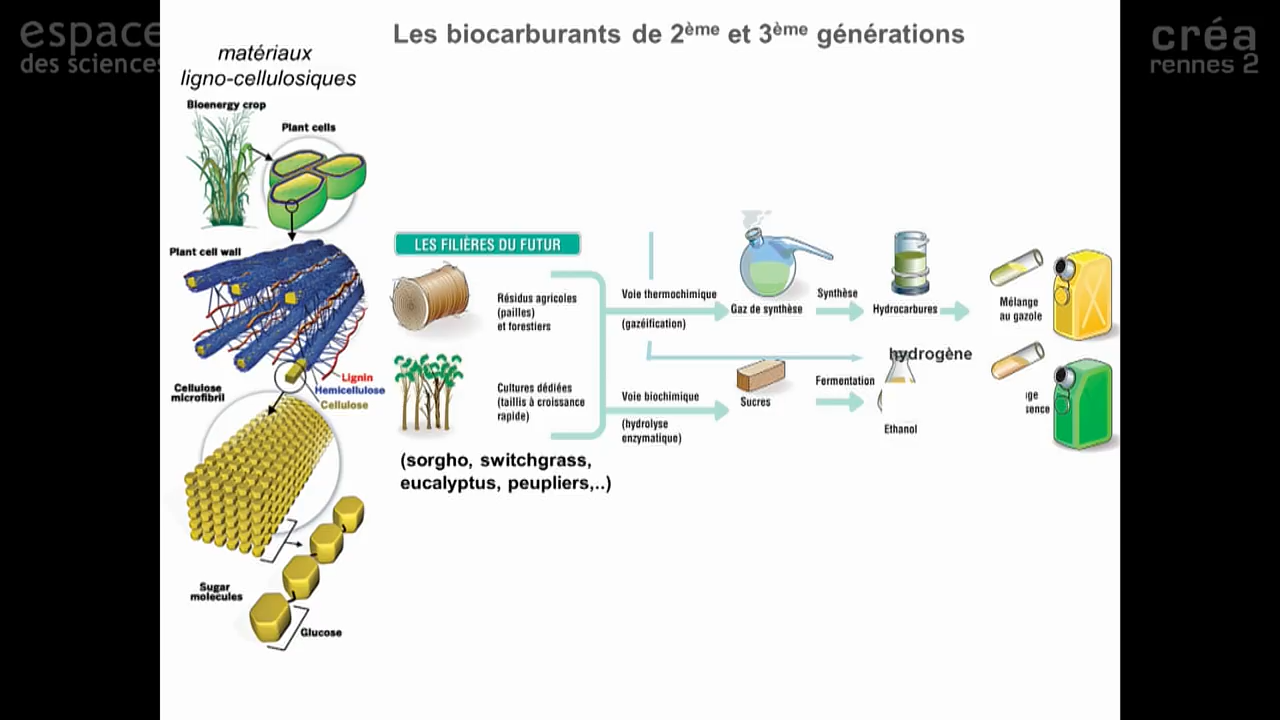 espace
des sciences
créa
rennes 2
Les biocarburants de 2ème et 3ème générations
matériaux
ligno-cellulosiques
Bioenergy crop
Plant cells
Plant cell wall
Lignin
Hemicellulose
Cellulose
Cellulose
microfibril
Sugar
molecules
Glucose
LES FILIÈRES DU FUTUR
Résidus agricoles
(pailles)
et forestiers
Cultures dédiées
(taillis à croissance
rapide)
(sorgho, switchgrass,
eucalyptus, peupliers,..)
Voie thermochimique
(gazéification)
Gaz de synthèse
Synthèse
Hydrocarbures
Mélange
au gazole
hydrogène
Voie biochimique
(hydrolyse
enzymatique)
Sucres
Fermentation
Ethanol